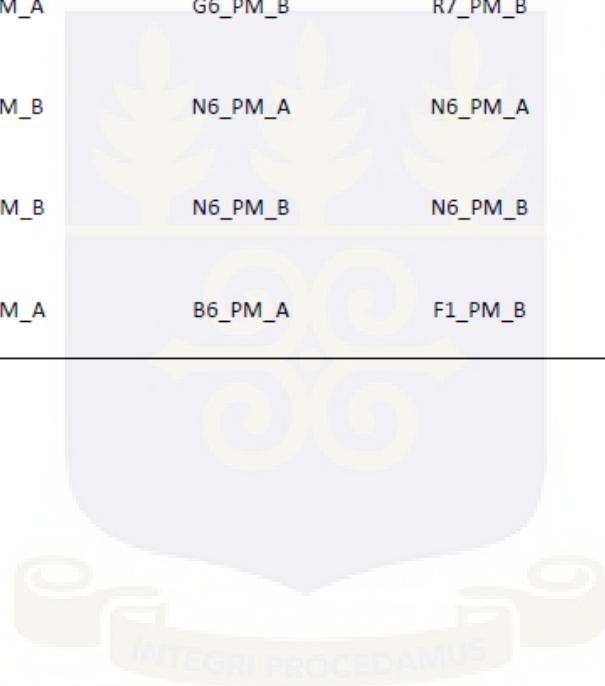 M_A G6_PM_B R7_PM_B
M_B N6_PM_A N6_PM_A
M_B N6_PM_B N6_PM_B
M_A B6_PM_A F1_PM_B
INTEGRI PROCEDAMUS